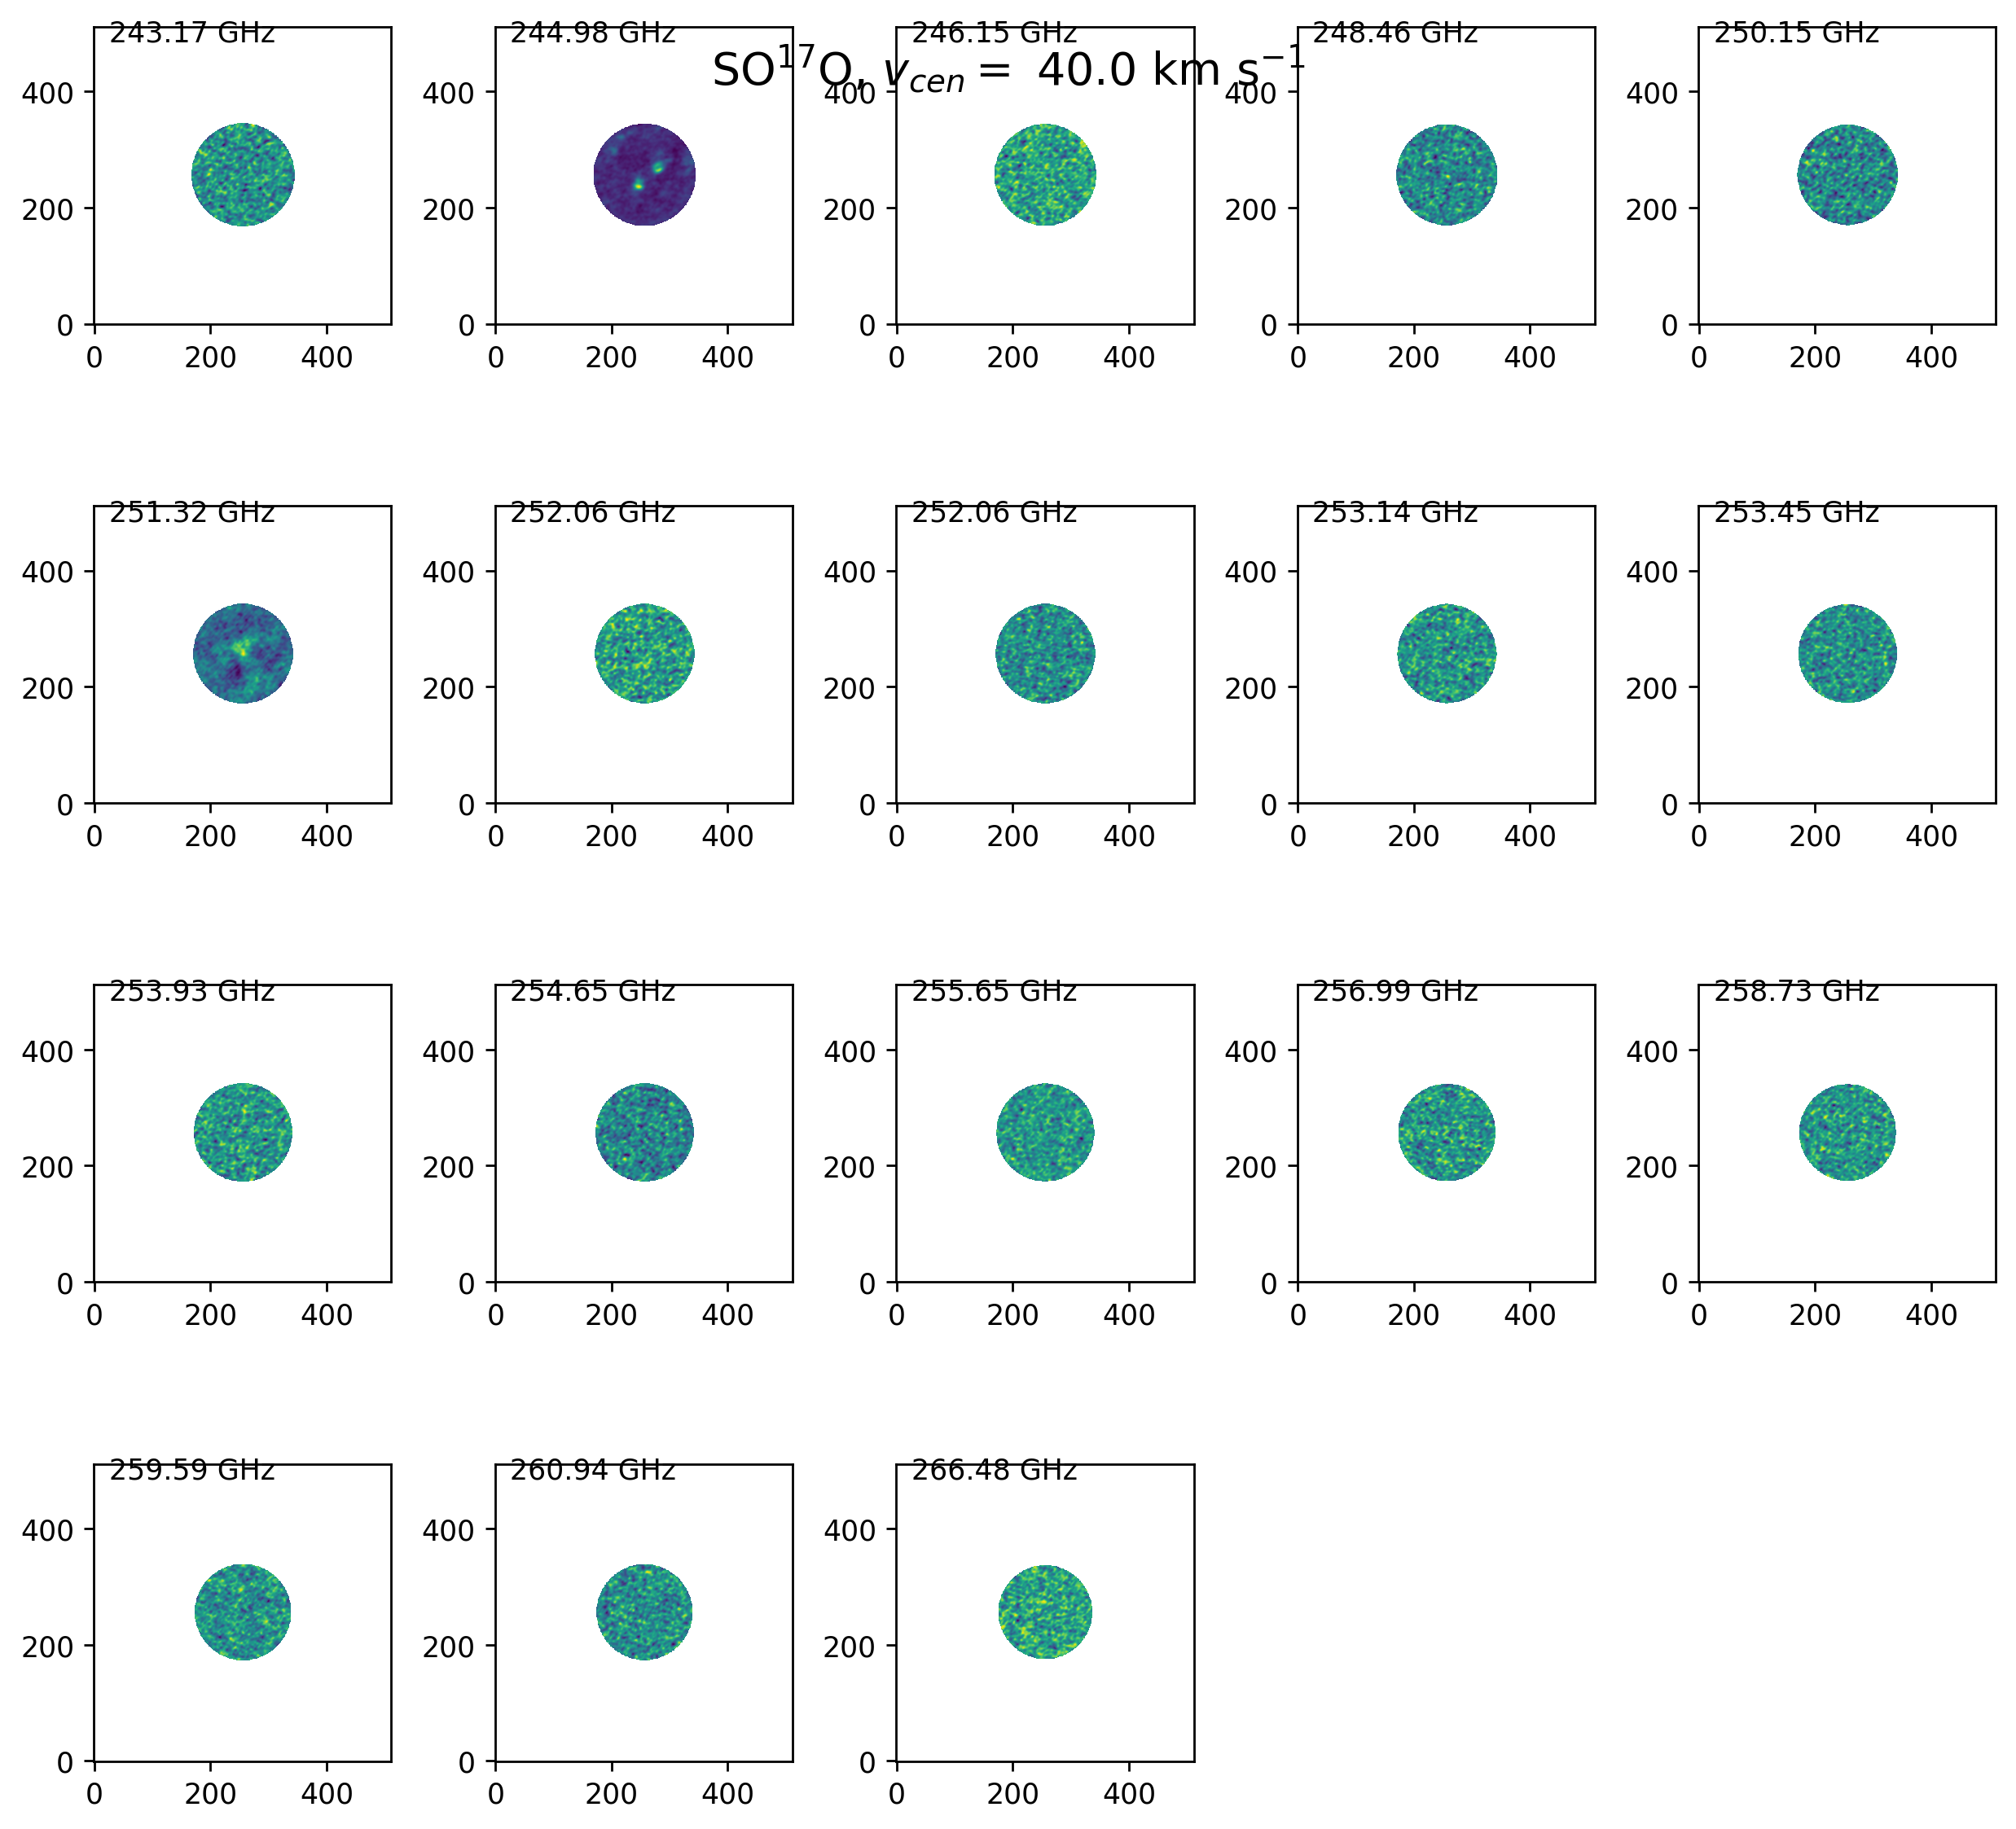 SO¹⁷O, v_cen = 40.0 km s⁻¹
243.17 GHz 244.98 GHz 246.15 GHz 248.46 GHz 250.15 GHz
400 400 400 400 400
200 200 200 200 200
0 0 0 0 0
0 200 400 0 200 400 0 200 400 0 200 400 0 200 400
251.32 GHz 252.06 GHz 252.06 GHz 253.14 GHz 253.45 GHz
400 400 400 400 400
200 200 200 200 200
0 0 0 0 0
0 200 400 0 200 400 0 200 400 0 200 400 0 200 400
253.93 GHz 254.65 GHz 255.65 GHz 256.99 GHz 258.73 GHz
400 400 400 400 400
200 200 200 200 200
0 0 0 0 0
0 200 400 0 200 400 0 200 400 0 200 400 0 200 400
259.59 GHz 260.94 GHz 266.48 GHz
400 400 400
200 200 200
0 0 0
0 200 400 0 200 400 0 200 400